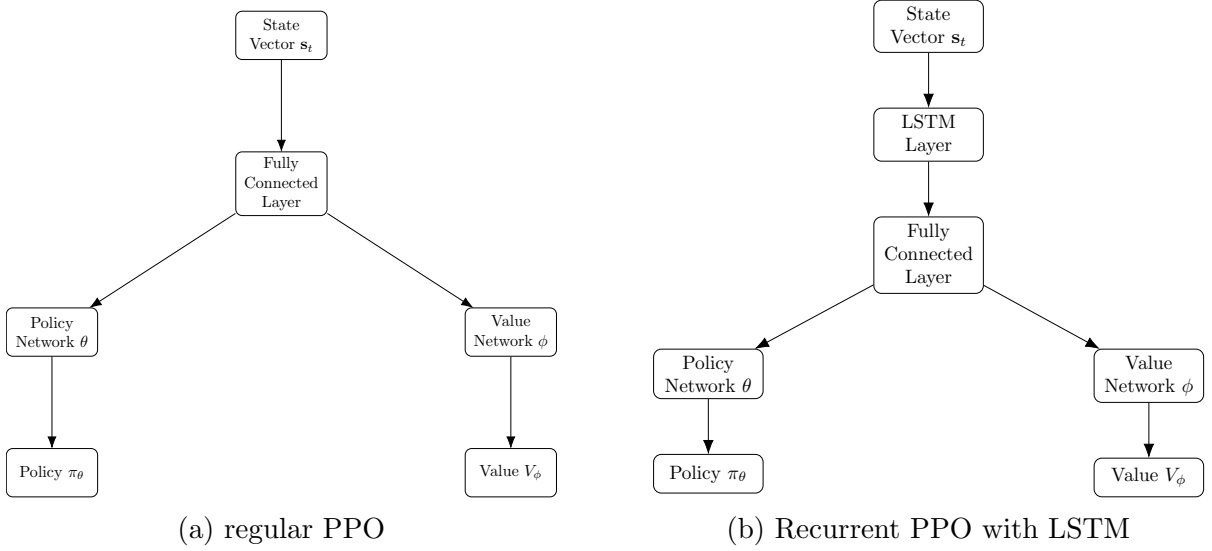 State
Vector s_t
Fully
Connected
Layer
Policy
Network θ
Value
Network ϕ
Policy π_θ
Value V_ϕ
(a) regular PPO
State
Vector s_t
LSTM
Layer
Fully
Connected
Layer
Policy
Network θ
Value
Network ϕ
Policy π_θ
Value V_ϕ
(b) Recurrent PPO with LSTM